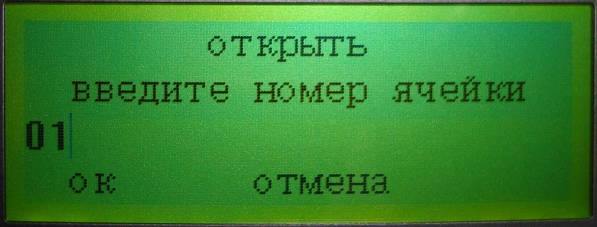 открыть
введите номер ячейки
01
ок отмена